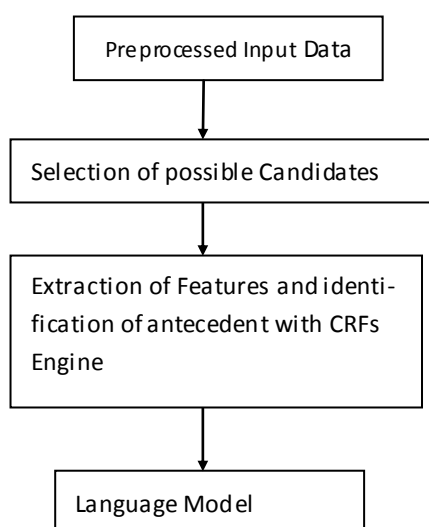 Preprocessed Input Data
Selection of possible Candidates
Extraction of Features and identi-
fication of antecedent with CRFs
Engine
Language Model